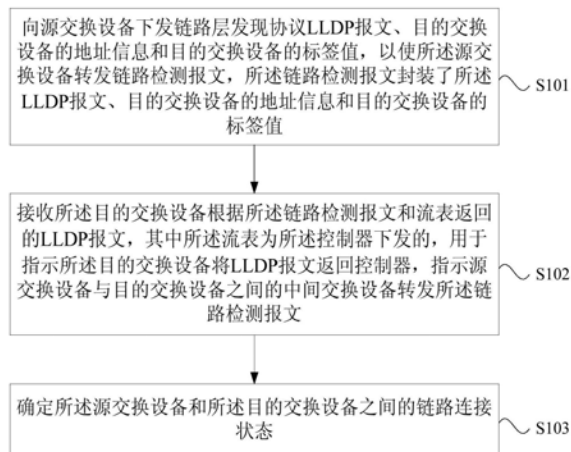 向源交换设备下发链路层发现协议LLDP报文、目的交换
设备的地址信息和目的交换设备的标签值，以使所述源
交换设备转发链路检测报文，所述链路检测报文封装了所述
LLDP报文、目的交换设备的地址信息和目的交换设备的
标签值
S101
接收所述目的交换设备根据所述链路检测报文和流表返回
的LLDP报文，其中所述流表为所述控制器下发的，用于
指示所述目的交换设备将LLDP报文返回控制器，指示源
交换设备与目的交换设备之间的中间交换设备转发所述链
路检测报文
S102
确定所述源交换设备和所述目的交换设备之间的链路连接
状态
S103